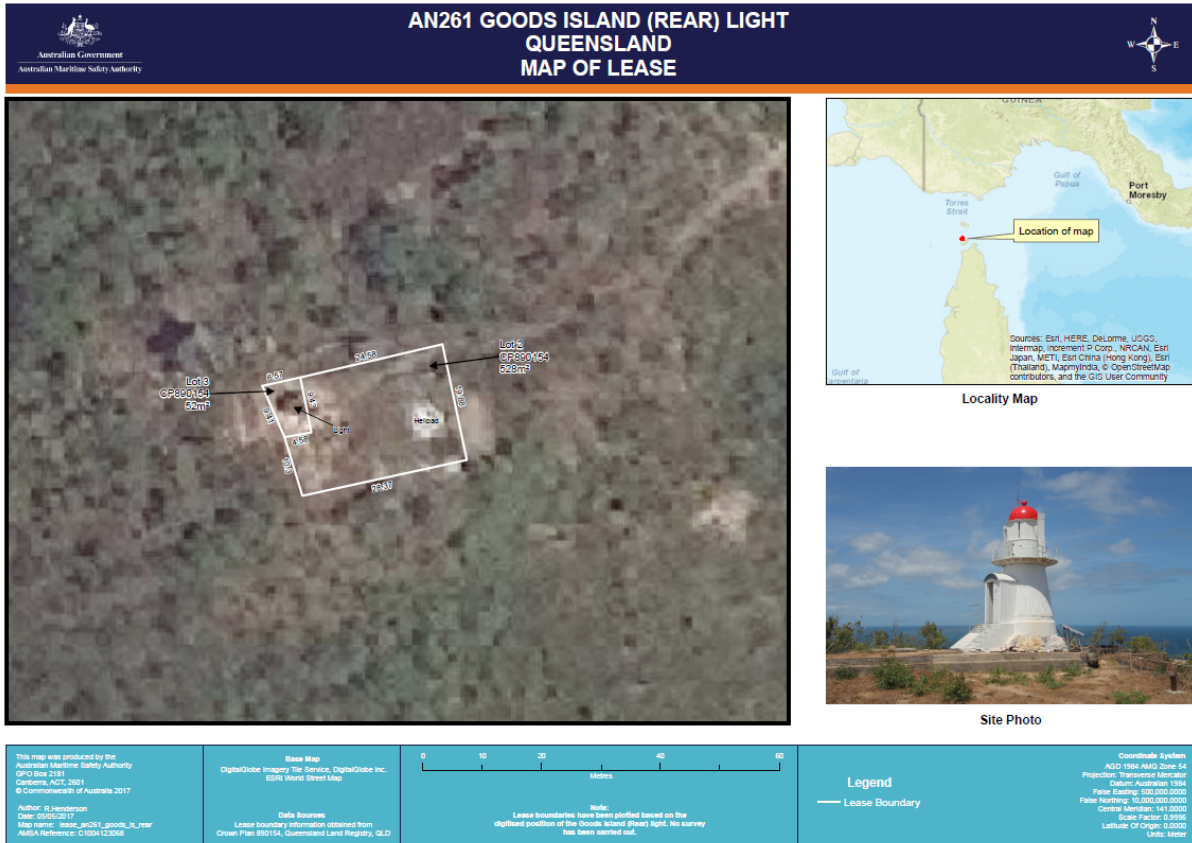 AN261 GOODS ISLAND (REAR) LIGHT
QUEENSLAND
MAP OF LEASE
Australian Government
Australian Maritime Safety Authority
N
W E
S
Lot 2
CP890154
528m²
24.58
Lot 3
CP890154
52m²
6.57
9.43
9.41
Light
4.58
Helipad
10.3
28.37
GUINEA
Gulf of
Papua
Port
Moresby
Torres
Strait
Location of map
Gulf of
Carpentaria
Sources: Esri, HERE, DeLorme, USGS,
Intermap, increment P Corp., NRCAN, Esri
Japan, METI, Esri China (Hong Kong), Esri
(Thailand), MapmyIndia, © OpenStreetMap
contributors, and the GIS User Community
Locality Map
Site Photo
This map was produced by the
Australian Maritime Safety Authority
GPO Box 2181
Canberra, ACT, 2601
© Commonwealth of Australia 2017
Author: R.Henderson
Date: 05/05/2017
Map name: lease_an261_goods_is_rear
AMSA Reference: C1004123068
Base Map
DigitalGlobe Imagery Tile Service, DigitalGlobe Inc.
ESRI World Street Map
Data Sources
Lease boundary information obtained from
Crown Plan 890154, Queensland Land Registry, QLD
0 10 20 40 60
Metres
Note:
Lease boundaries have been plotted based on the
digitised position of the Goods Island (Rear) light. No survey
has been carried out.
Legend
Lease Boundary
Coordinate System
AGD 1984 AMG Zone 54
Projection: Transverse Mercator
Datum: Australian 1984
False Easting: 500,000.0000
False Northing: 10,000,000.0000
Central Meridian: 141.0000
Scale Factor: 0.9996
Latitude Of Origin: 0.0000
Units: Meter